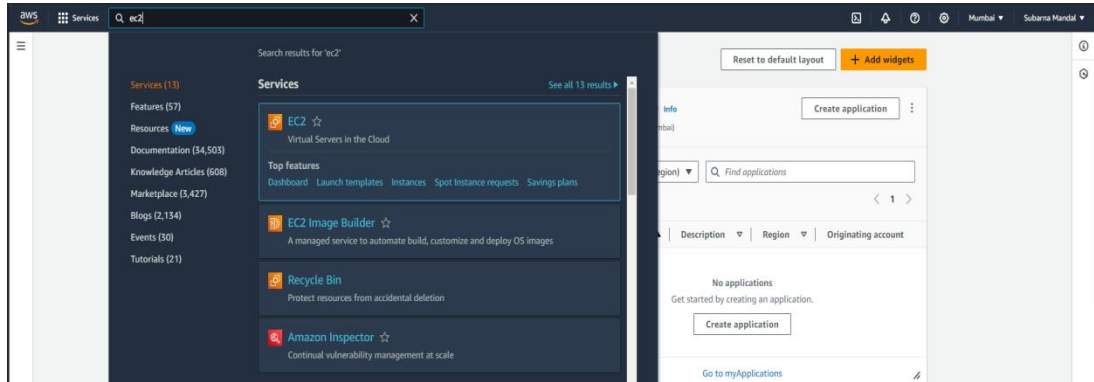 aws Services ec2 Mumbai Subarna Mandal
Search results for 'ec2'
Services (13)
Features (57)
Resources New
Documentation (34,503)
Knowledge Articles (608)
Marketplace (3,427)
Blogs (2,134)
Events (30)
Tutorials (21)
Services See all 13 results
EC2
Virtual Servers in the Cloud
Top features
Dashboard Launch templates Instances Spot Instance requests Savings plans
EC2 Image Builder
A managed service to automate build, customize and deploy OS images
Recycle Bin
Protect resources from accidental deletion
Amazon Inspector
Continual vulnerability management at scale
Reset to default layout + Add widgets
Info Create application
mbai)
egion) Find applications
1
Description Region Originating account
No applications
Get started by creating an application.
Create application
Go to myApplications